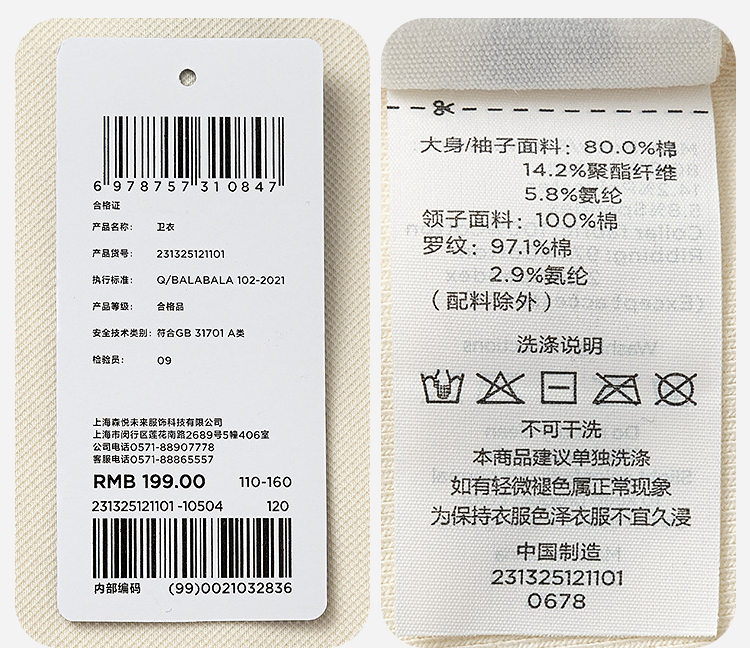 6 978757 310847
合格证
产品名称: 卫衣
产品货号: 231325121101
执行标准: Q/BALABALA 102-2021
产品等级: 合格品
安全技术类别: 符合GB 31701 A类
检验员: 09
上海森悦未来服饰科技有限公司
上海市闵行区莲花南路2689号5幢406室
公司电话0571-88907778
客服电话0571-88865557
RMB 199.00 110-160
231325121101 -10504 120
内部编码 (99)0021032836
大身/袖子面料: 80.0%棉
14.2%聚酯纤维
5.8%氨纶
领子面料: 100%棉
罗纹: 97.1%棉
2.9%氨纶
(配料除外)
洗涤说明
不可干洗
本商品建议单独洗涤
如有轻微褪色属正常现象
为保持衣服色泽衣服不宜久浸
中国制造
231325121101
0678